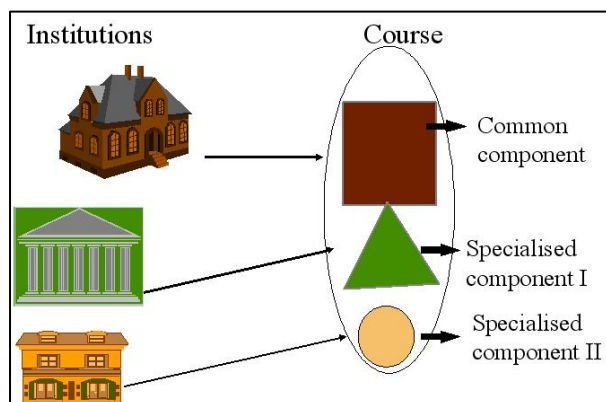 Institutions
Course
Common
component
Specialised
component I
Specialised
component II